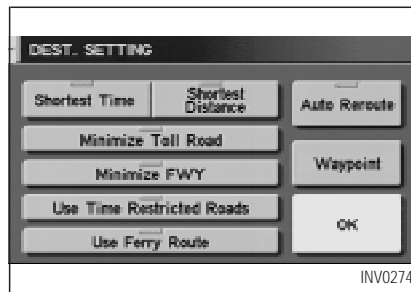 DEST. SETTING
Shortest Time
Shortest
Distance
Auto Reroute
Minimize Toll Road
Minimize FWY
Waypoint
Use Time Restricted Roads
Use Ferry Route
OK
INV0274